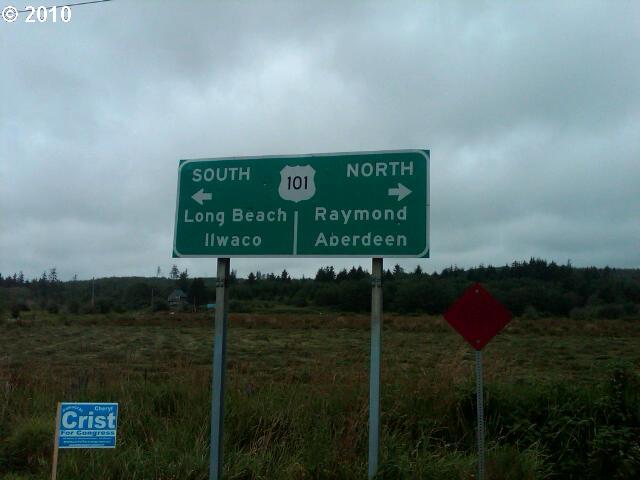 © 2010
SOUTH 101 NORTH
Long Beach Raymond
Ilwaco Aberdeen
Cheryl
Crist
For Congress